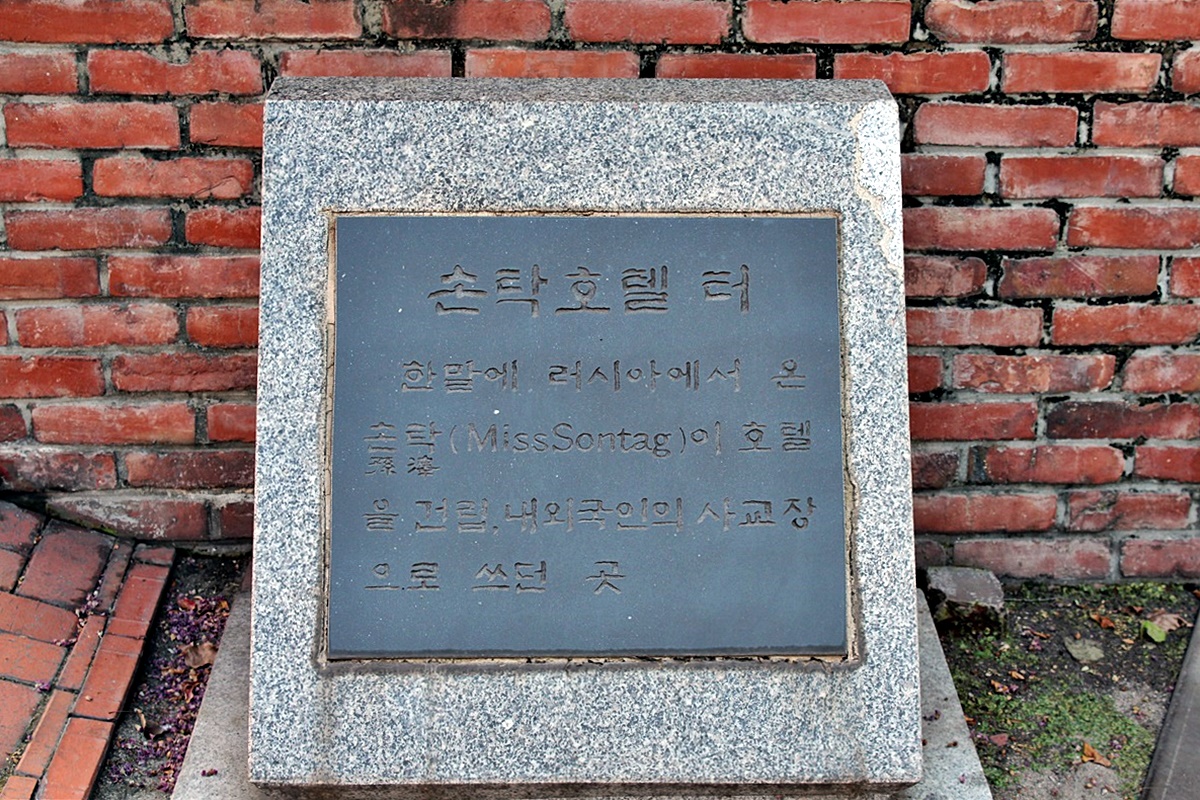 손탁호텔 터
한말에 러시아에서 온
손탁(MissSontag)이 호텔
孫澤
을 건립, 내외국인의 사교장
으로 쓰던 곳